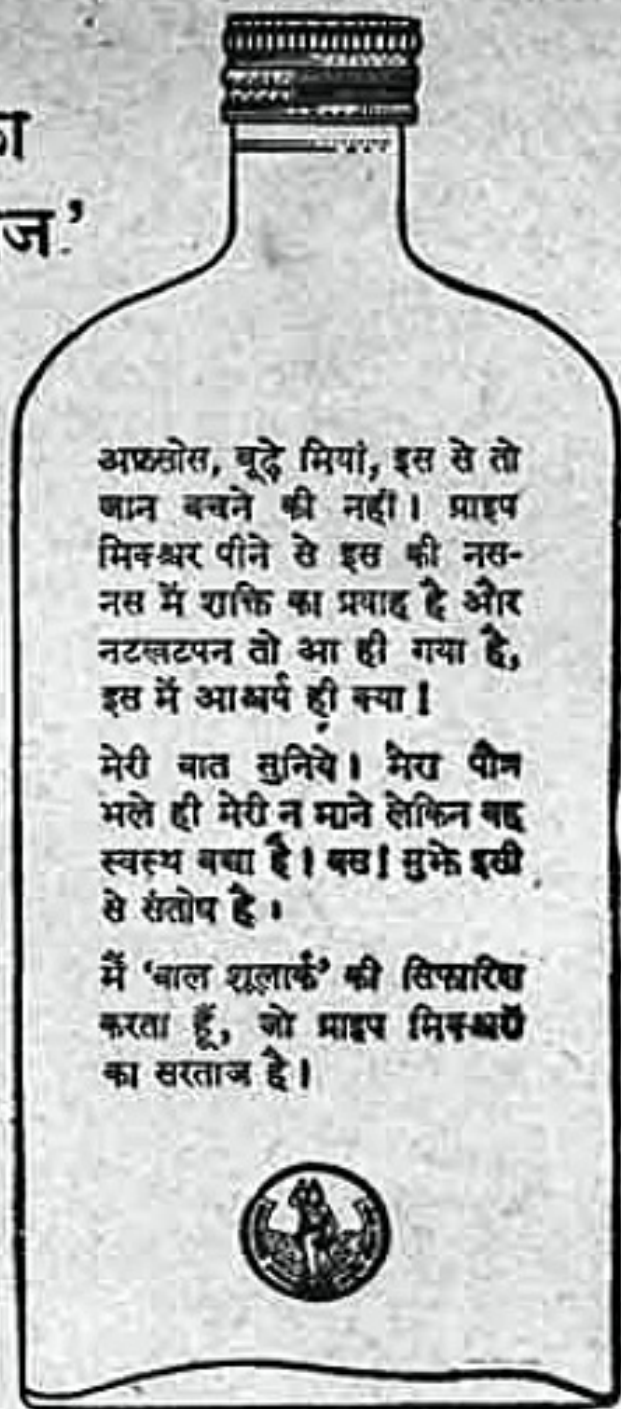 का
ज’
अफ़सोस, बूढ़े मियां, इस से तो
जान बचने की नहीं। ग्राइप
मिक्श्चर पीने से इस की नस-
नस में शक्ति का प्रवाह है और
नटखटपन तो आ ही गया है,
इस में आश्चर्य ही क्या !
मेरी बात सुनिये। मेरा पौत्र
भले ही मेरी न माने लेकिन वह
स्वस्थ बच्चा है। बस! मुझे इसी
से संतोष है।
मैं ‘बाल शूलार्क’ की सिफ़ारिश
करता हूँ, जो ग्राइप मिक्श्चरों
का सरताज है।